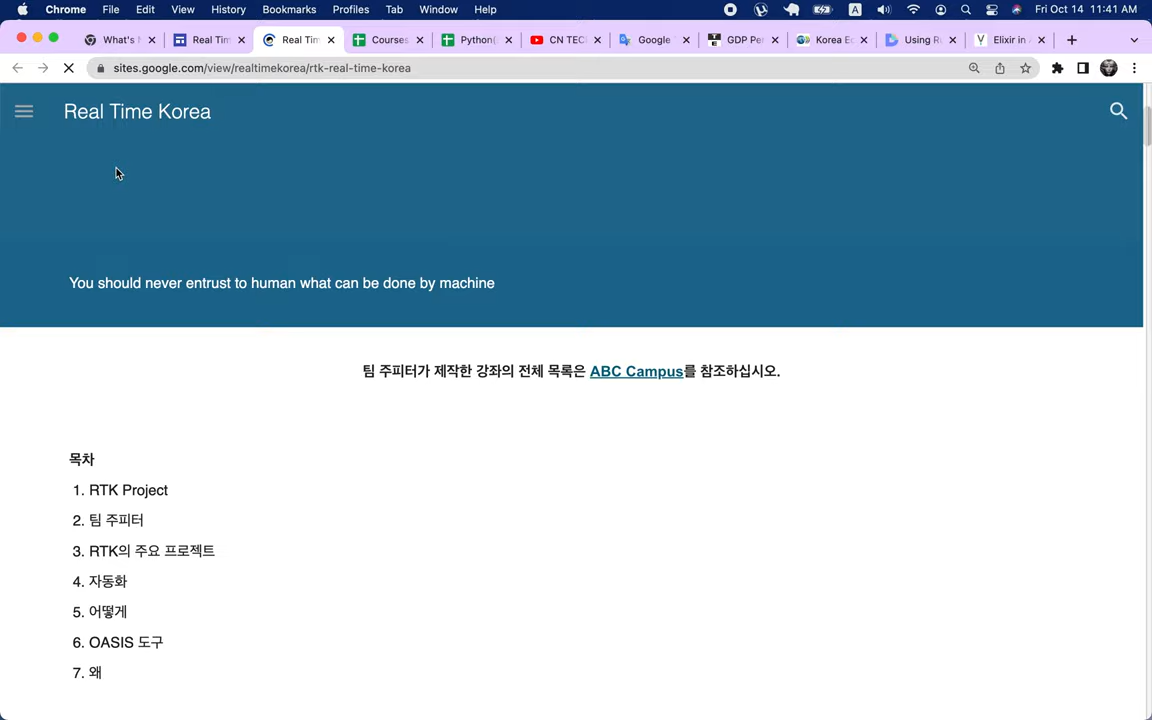 Chrome File Edit View History Bookmarks Profiles Tab Window Help A Fri Oct 14 11:41 AM
What's Real Tim Real Tim Courses Python( CN TEC Google GDP Pe Korea Ec Using R Elixir in
sites.google.com/view/realtimekorea/rtk-real-time-korea
Real Time Korea
You should never entrust to human what can be done by machine
팀 주피터가 제작한 강좌의 전체 목록은 ABC Campus를 참조하십시오.
목차
1. RTK Project
2. 팀 주피터
3. RTK의 주요 프로젝트
4. 자동화
5. 어떻게
6. OASIS 도구
7. 왜